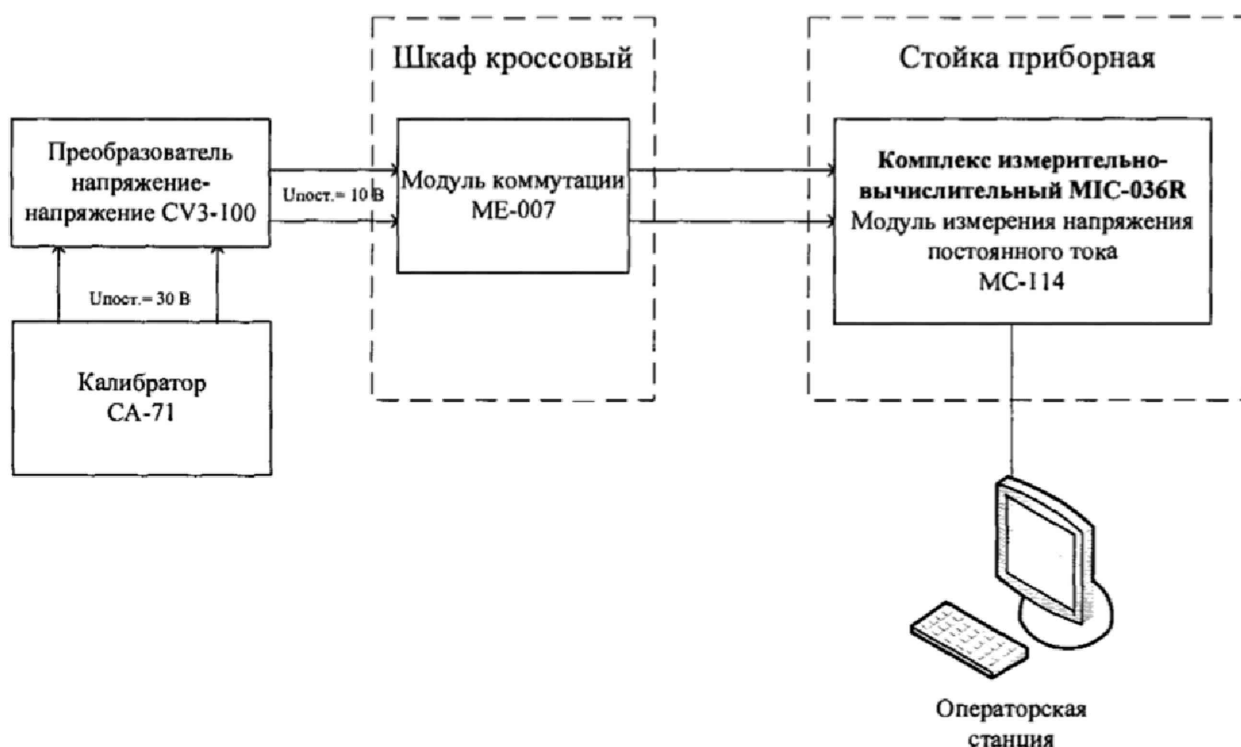 Шкаф кроссовый
Стойка приборная
Преобразователь
напряжение-
напряжение CV3-100
Uпост.= 10 В
Модуль коммутации
ME-007
Комплекс измерительно-
вычислительный MIC-036R
Модуль измерения напряжения
постоянного тока
МС-114
Uпост.= 30 В
Калибратор
СА-71
Операторская
станция